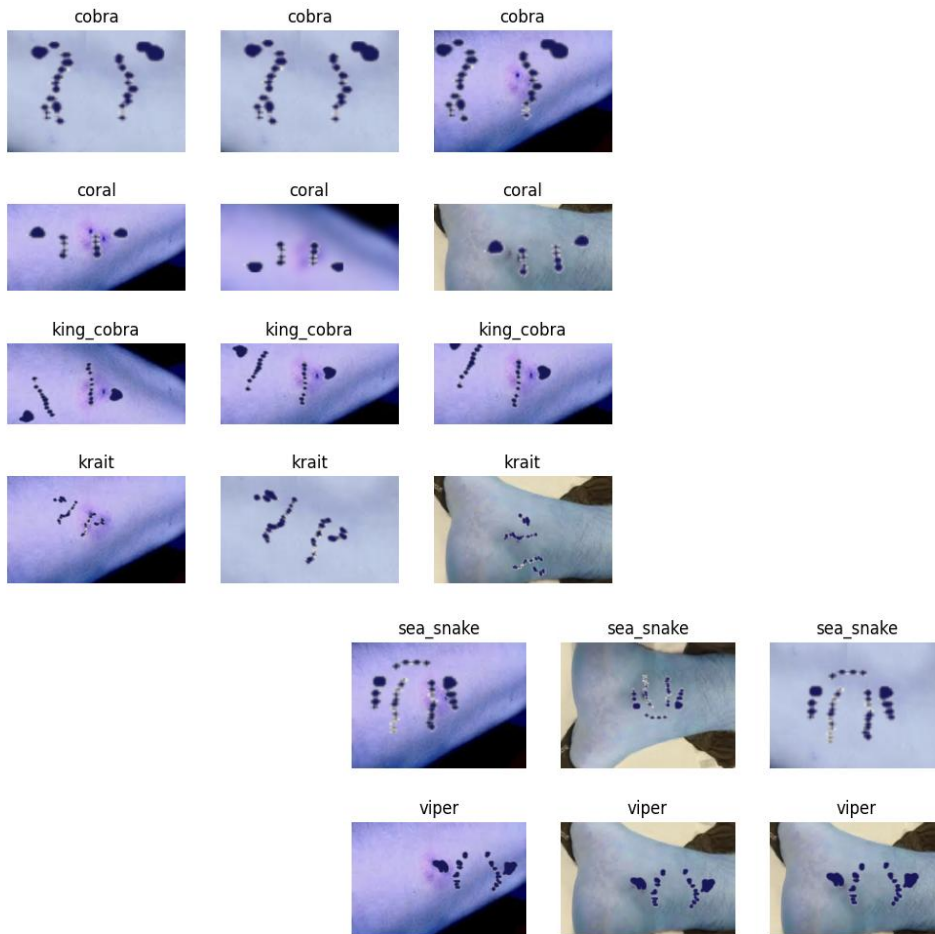 cobra cobra cobra
coral coral coral
king_cobra king_cobra king_cobra
krait krait krait
sea_snake sea_snake sea_snake
viper viper viper